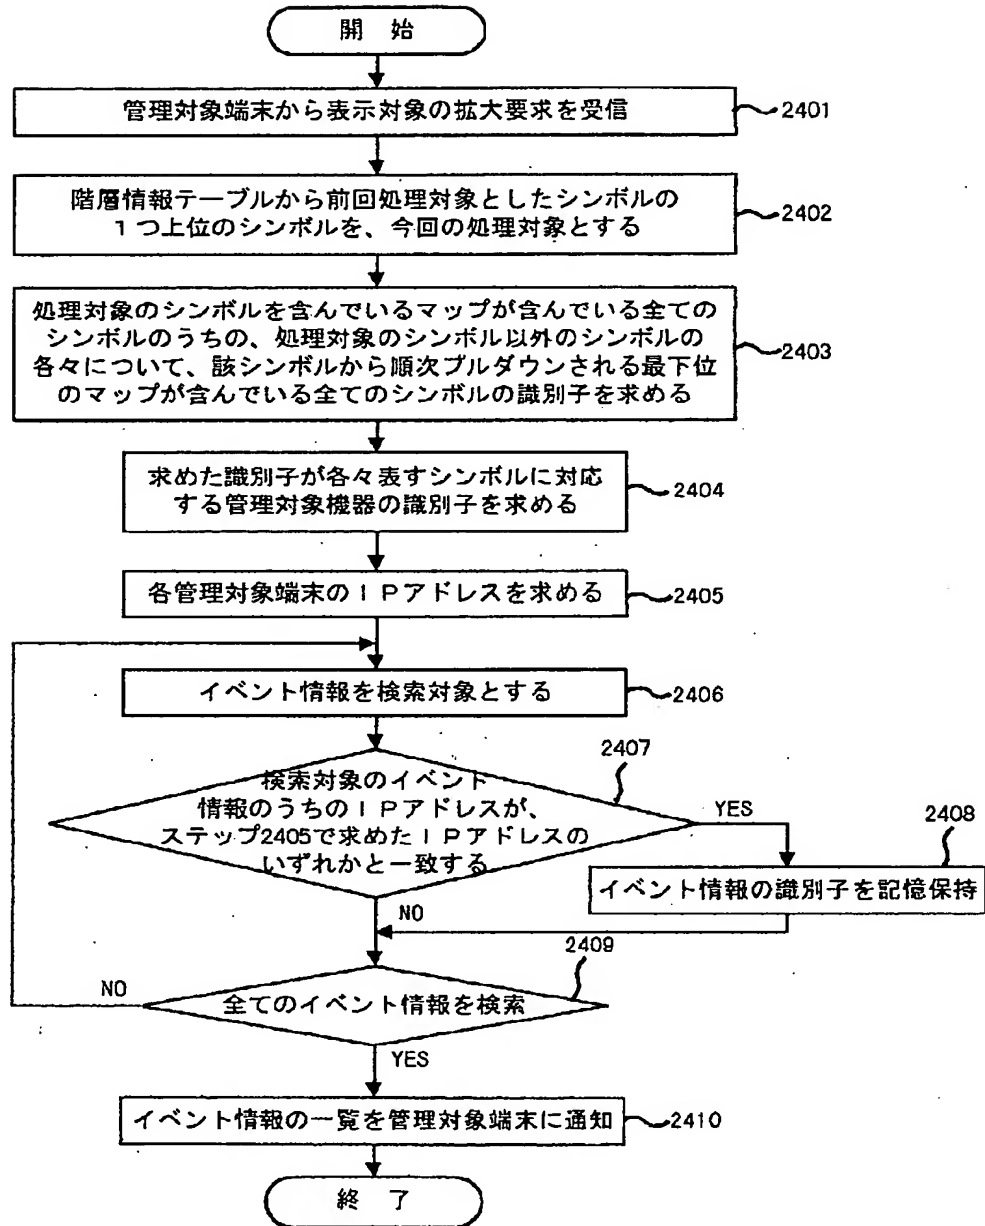 開 始
管理対象端末から表示対象の拡大要求を受信
2401
階層情報テーブルから前回処理対象としたシンボルの
1つ上位のシンボルを、今回の処理対象とする
2402
処理対象のシンボルを含んでいるマップが含んでいる全ての
シンボルのうちの、処理対象のシンボル以外のシンボルの
各々について、該シンボルから順次プルダウンされる最下位
のマップが含んでいる全てのシンボルの識別子を求める
2403
求めた識別子が各々表すシンボルに対応
する管理対象機器の識別子を求める
2404
各管理対象端末のIPアドレスを求める
2405
イベント情報を検索対象とする
2406
2407
検索対象のイベント
情報のうちのIPアドレスが、
ステップ2405で求めたIPアドレスの
いずれかと一致する
YES
2408
イベント情報の識別子を記憶保持
NO
2409
全てのイベント情報を検索
NO
YES
イベント情報の一覧を管理対象端末に通知
2410
終 了